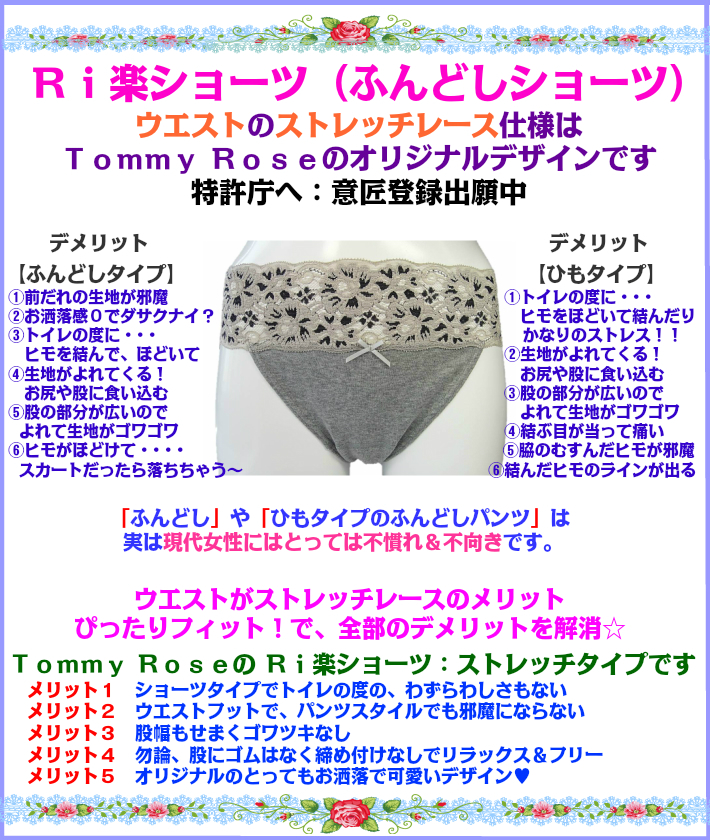 Ｒｉ楽ショーツ（ふんどしショーツ）
ウエストのストレッチレース仕様は
Ｔｏｍｍｙ Ｒｏｓｅのオリジナルデザインです
特許庁へ：意匠登録出願中
デメリット
【ふんどしタイプ】
①前だれの生地が邪魔
②お洒落感０でダサクナイ？
③トイレの度に・・・
ヒモを結んで、ほどいて
④生地がよれてくる！
お尻や股に食い込む
⑤股の部分が広いので
よれて生地がゴワゴワ
⑥ヒモがほどけて・・・・
スカートだったら落ちちゃう～
デメリット
【ひもタイプ】
①トイレの度に・・・
ヒモをほどいて結んだり
かなりのストレス！！
②生地がよれてくる！
お尻や股に食い込む
③股の部分が広いので
よれて生地がゴワゴワ
④結ぶ目が当って痛い
⑤脇のむすんだヒモが邪魔
⑥結んだヒモのラインが出る
「ふんどし」や「ひもタイプのふんどしパンツ」は
実は現代女性にはとっては不慣れ＆不向きです。
ウエストがストレッチレースのメリット
ぴったりフィット！で、全部のデメリットを解消☆
Ｔｏｍｍｙ Ｒｏｓｅの Ｒｉ楽ショーツ：ストレッチタイプです
メリット１ ショーツタイプでトイレの度の、わずらわしさもない
メリット２ ウエストフットで、パンツスタイルでも邪魔にならない
メリット３ 股幅もせまくゴワツキなし
メリット４ 勿論、股にゴムはなく締め付けなしでリラックス＆フリー
メリット５ オリジナルのとってもお洒落で可愛いデザイン♥